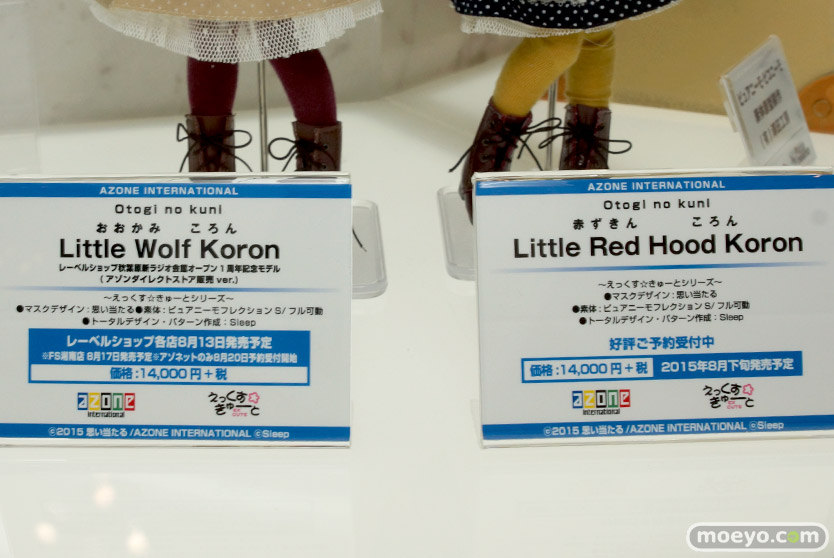 AZONE INTERNATIONAL
Otogi no kuni
おおかみ ころん
Little Wolf Koron
レーベルショップ秋葉原新ラジオ会館オープン1周年記念モデル
(アゾンダイレクトストア販売 ver.)
～えっくす☆きゅーとシリーズ～
●マスクデザイン：思い当たる●素体：ピュアニーモフレクション S/ フル可動
●トータルデザイン・パターン作成：Sleep
レーベルショップ各店8月13日発売予定
※FS湘南店 8月17日発売予定※アゾネットのみ8月20日予約受付開始
価格：14,000円＋税
azone
international
えっくす☆きゅーと
EX CUTE
©2015 思い当たる/AZONE INTERNATIONAL ©Sleep
AZONE INTERNATIONAL
Otogi no kuni
赤ずきん ころん
Little Red Hood Koron
～えっくす☆きゅーとシリーズ～
●マスクデザイン：思い当たる
●素体：ピュアニーモフレクション S/ フル可動
●トータルデザイン・パターン作成：Sleep
好評ご予約受付中
価格：14,000円＋税 2015年8月下旬発売予定
azone
international
えっくす☆きゅーと
EX CUTE
©2015 思い当たる/AZONE INTERNATIONAL ©Sleep
moeyo.com